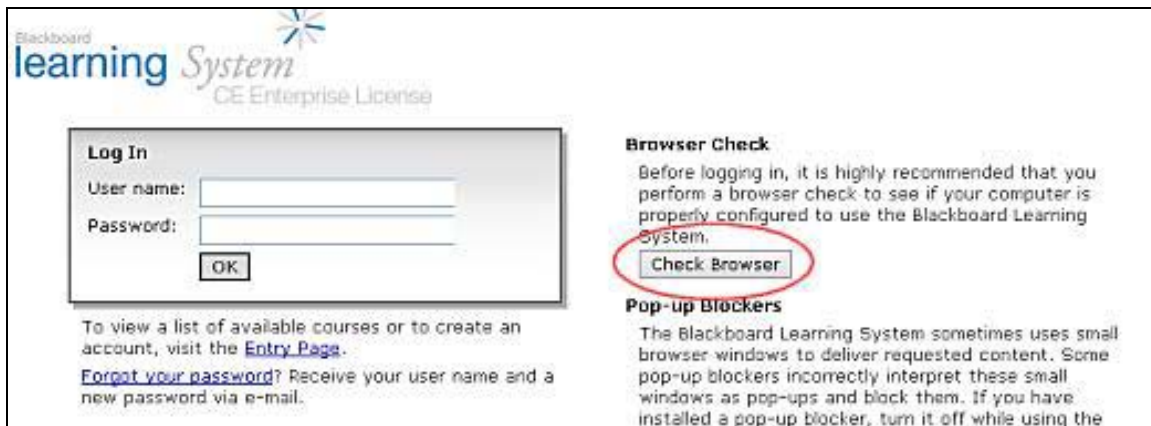 Blackboard
learning System
CE Enterprise License
Log In
User name:
Password:
OK
To view a list of available courses or to create an
account, visit the Entry Page.
Forgot your password? Receive your user name and a
new password via e-mail.
Browser Check
Before logging in, it is highly recommended that you
perform a browser check to see if your computer is
properly configured to use the Blackboard Learning
System.
Check Browser
Pop-up Blockers
The Blackboard Learning System sometimes uses small
browser windows to deliver requested content. Some
pop-up blockers incorrectly interpret these small
windows as pop-ups and block them. If you have
installed a pop-up blocker, turn it off while using the